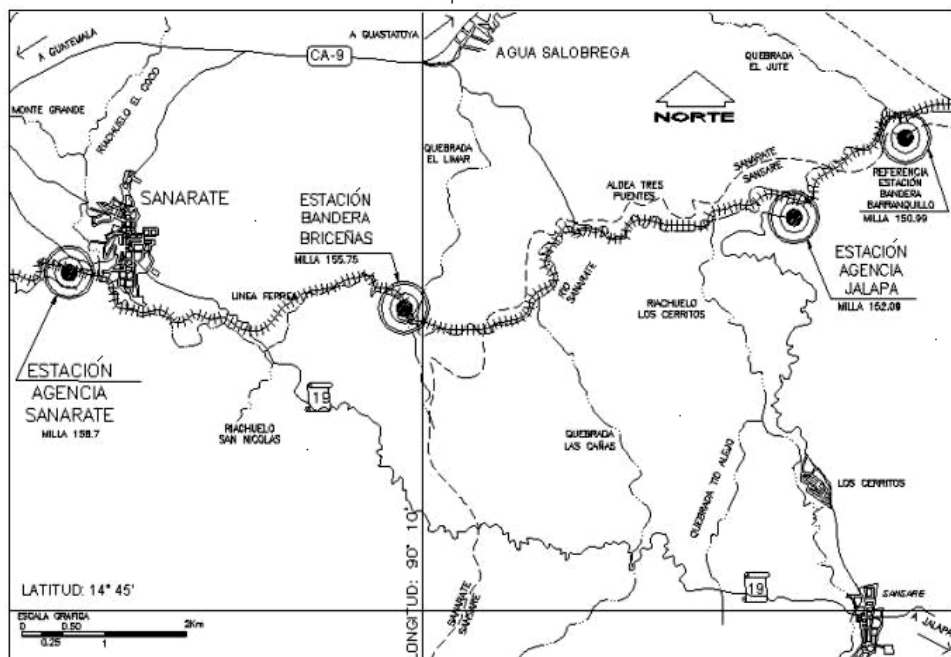 A GUATEMALA
CA-9
A GUASTATOYA
AGUA SALOBREGA
QUEBRADA
EL JUTE
MONTE GRANDE
RIACHUELO EL COCO
NORTE
QUEBRADA
EL LIMAR
SANARATE
SANSARE
ALDEA TRES
PUENTES
REFERENCIA
ESTACIÓN
BANDERA
BARRANQUILLO
MILLA 150.99
SANARATE
ESTACIÓN
BANDERA
BRICEÑAS
MILLA 155.75
ESTACIÓN
AGENCIA
JALAPA
MILLA 152.09
LINEA FERREA
RIO
SANARATE
RIACHUELO
LOS CERRITOS
ESTACIÓN
AGENCIA
SANARATE
MILLA 158.7
19
RIACHUELO
SAN NICOLAS
QUEBRADA
LAS CAÑAS
QUEBRADA TIO ALEJO
LOS CERRITOS
LONGITUD: 90° 10'
LATITUD: 14° 45'
SANARATE
SANSARE
19
SANSARE
A JALAPA
ESCALA GRAFICA
0 0.50 2Km
0.25 1